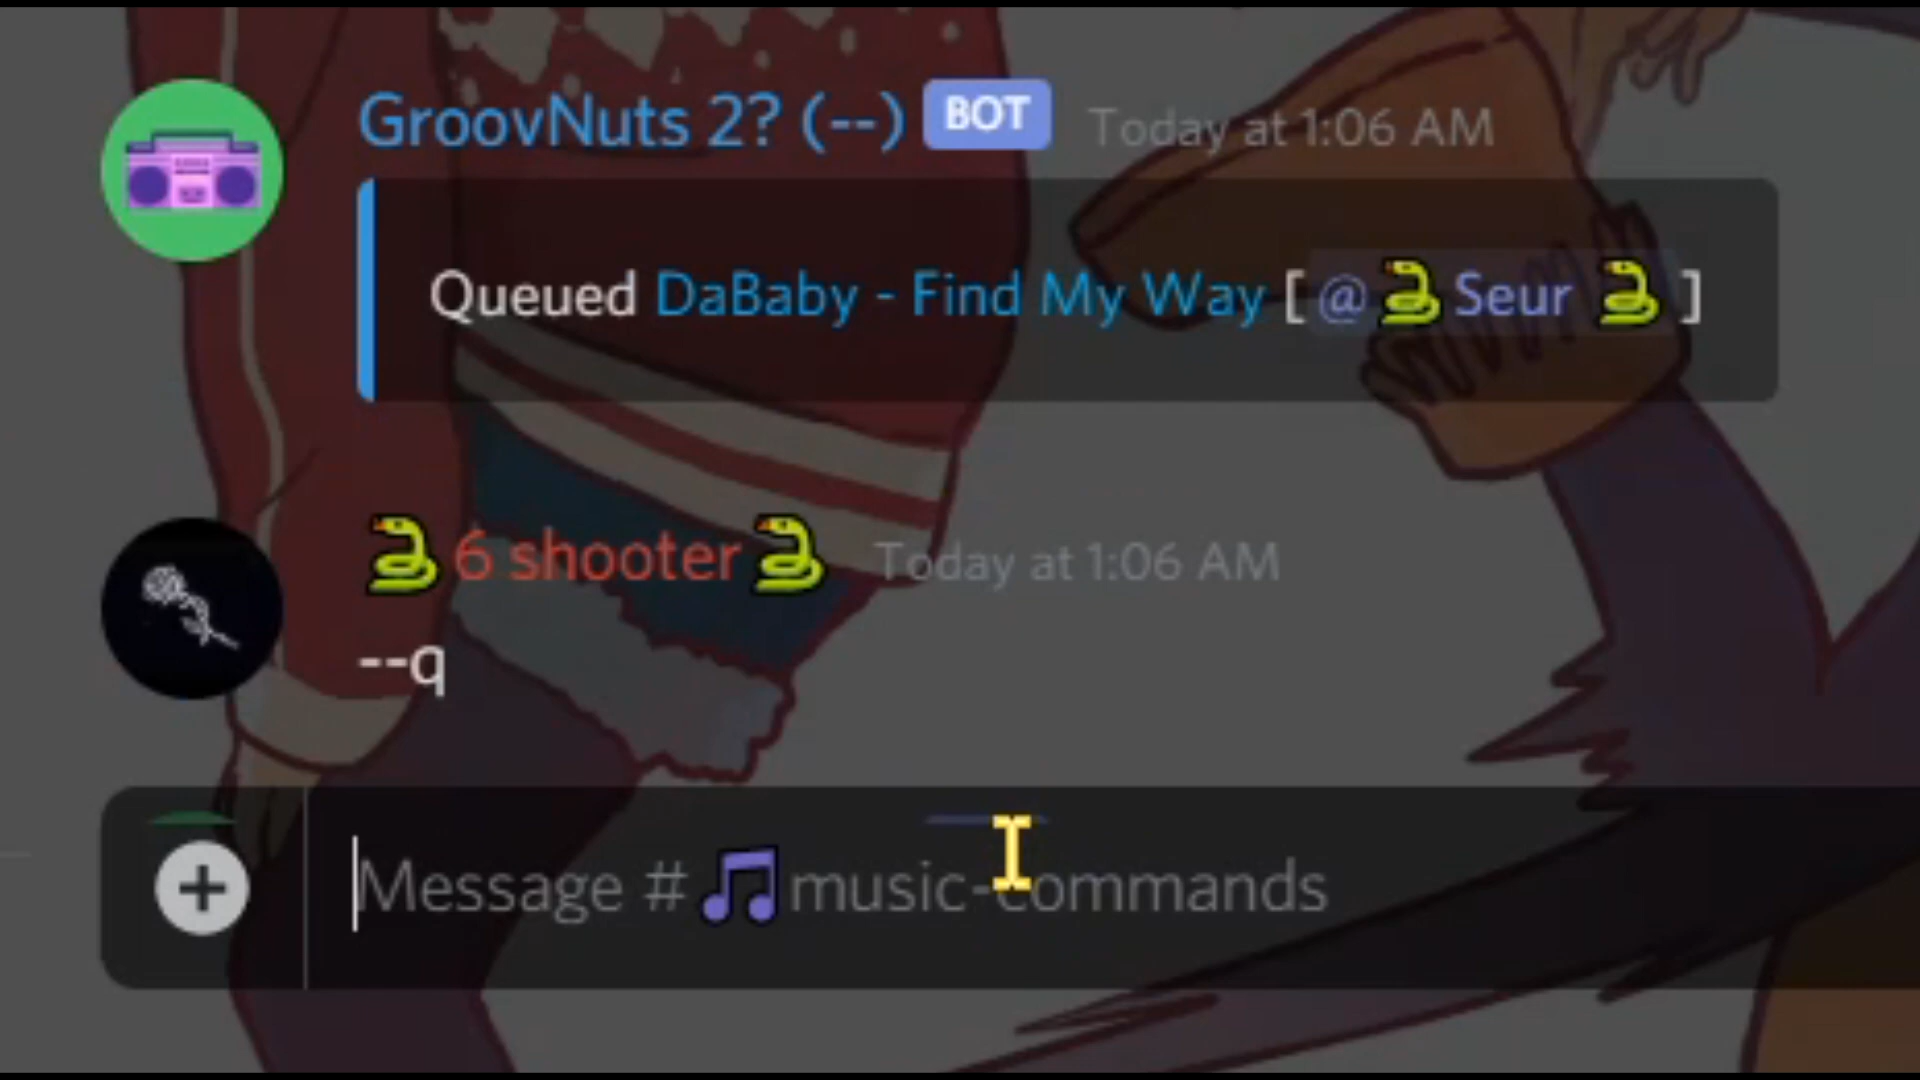 GroovNuts 2? (--) BOT Today at 1:06 AM
Queued DaBaby - Find My Way [ @🐍 Seur 🐍 ]
🐍 6 shooter 🐍 Today at 1:06 AM
--q
Message #🎵music-commands